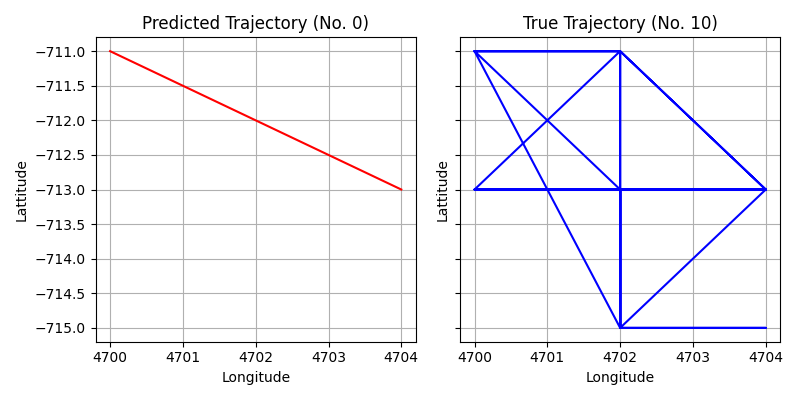 Predicted Trajectory (No. 0)
True Trajectory (No. 10)
−711.0
−711.5
−712.0
−712.5
−713.0
−713.5
−714.0
−714.5
−715.0
Lattitude
4700 4701 4702 4703 4704
Longitude
Lattitude
4700 4701 4702 4703 4704
Longitude